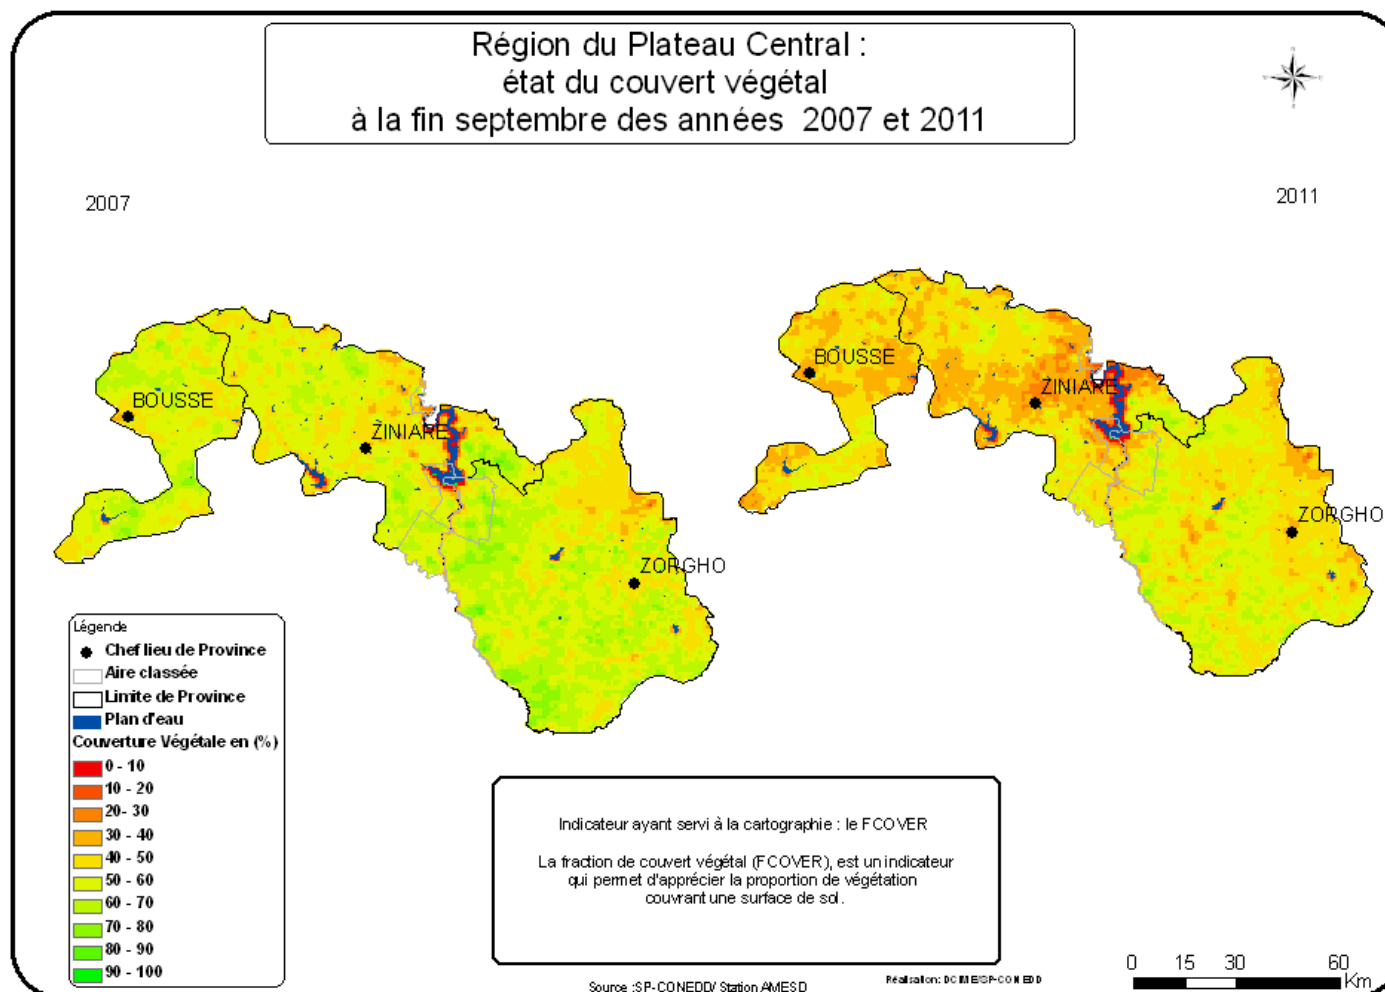 Région du Plateau Central :
état du couvert végétal
à la fin septembre des années 2007 et 2011
2007
2011
BOUSSE
ZINIARE
ZORGHO
BOUSSE
ZINIARE
ZORGHO
Légende
Chef lieu de Province
Aire classée
Limite de Province
Plan d'eau
Couverture Végétale en (%)
0 - 10
10 - 20
20- 30
30 - 40
40 - 50
50 - 60
60 - 70
70 - 80
80 - 90
90 - 100
Indicateur ayant servi à la cartographie : le FCOVER
La fraction de couvert végétal (FCOVER), est un indicateur
qui permet d'apprécier la proportion de végétation
couvrant une surface de sol.
Source :SP-CONEDD/ Station AMESD
Réalisation: DCIME/SP-CONEDD
0 15 30 60
Km